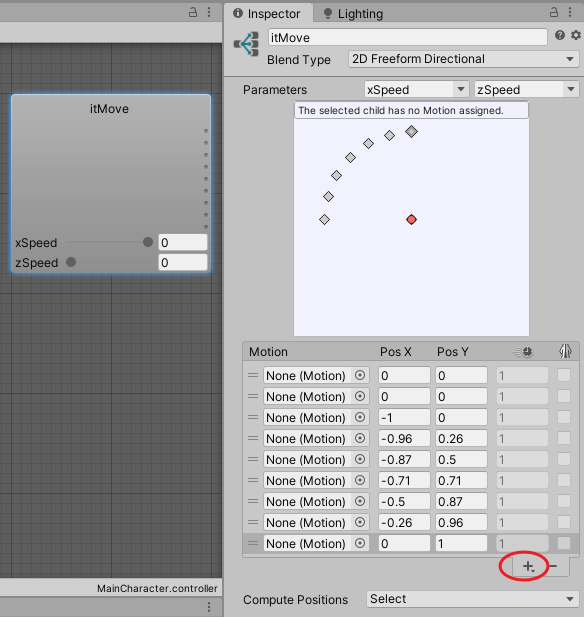 Inspector
Lighting
itMove
Blend Type
2D Freeform Directional
Parameters
xSpeed
zSpeed
The selected child has no Motion assigned.
itMove
xSpeed
0
zSpeed
0
Motion Pos X Pos Y
None (Motion) 0 0 1
None (Motion) 0 0 1
None (Motion) -1 0 1
None (Motion) -0.96 0.26 1
None (Motion) -0.87 0.5 1
None (Motion) -0.71 0.71 1
None (Motion) -0.5 0.87 1
None (Motion) -0.26 0.96 1
None (Motion) 0 1 1
MainCharacter.controller
Compute Positions Select